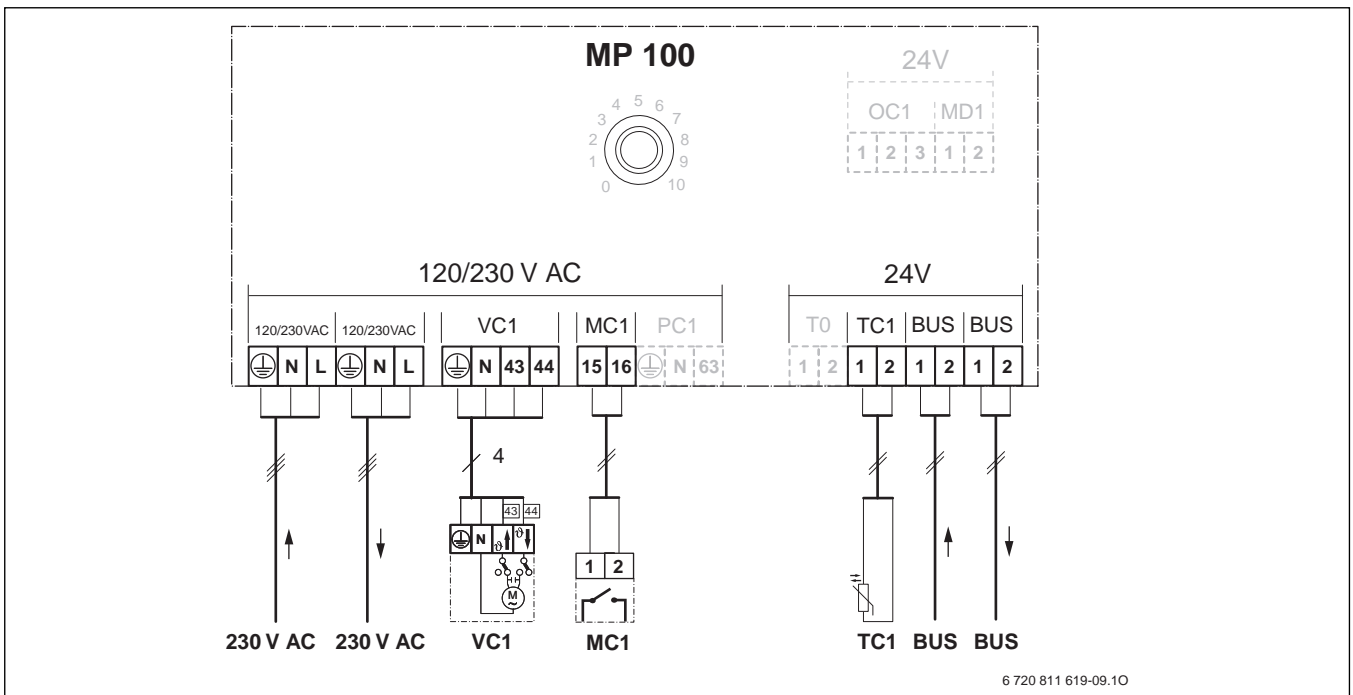 MP 100
24V
OC1 MD1
1 2 3 1 2
0 1 2 3 4 5 6 7 8 9 10
120/230 V AC
24V
120/230VAC 120/230VAC VC1 MC1 PC1 T0 TC1 BUS BUS
N L N L N 43 44 15 16 N 63 1 2 1 2 1 2 1 2
4
43 44
N ϑ ϑ
1 2
M
~
230 V AC 230 V AC VC1 MC1 TC1 BUS BUS
6 720 811 619-09.1O